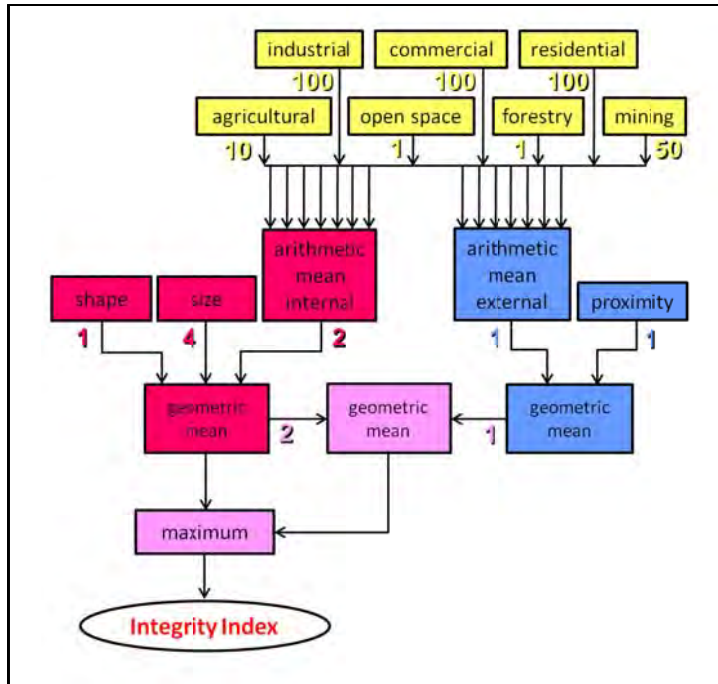 industrial
commercial
residential
100
100
100
agricultural
open space
forestry
mining
10
1
1
50
arithmetic
mean
internal
arithmetic
mean
external
shape
size
proximity
1
4
2
1
1
geometric
mean
geometric
mean
geometric
mean
2
1
maximum
Integrity Index